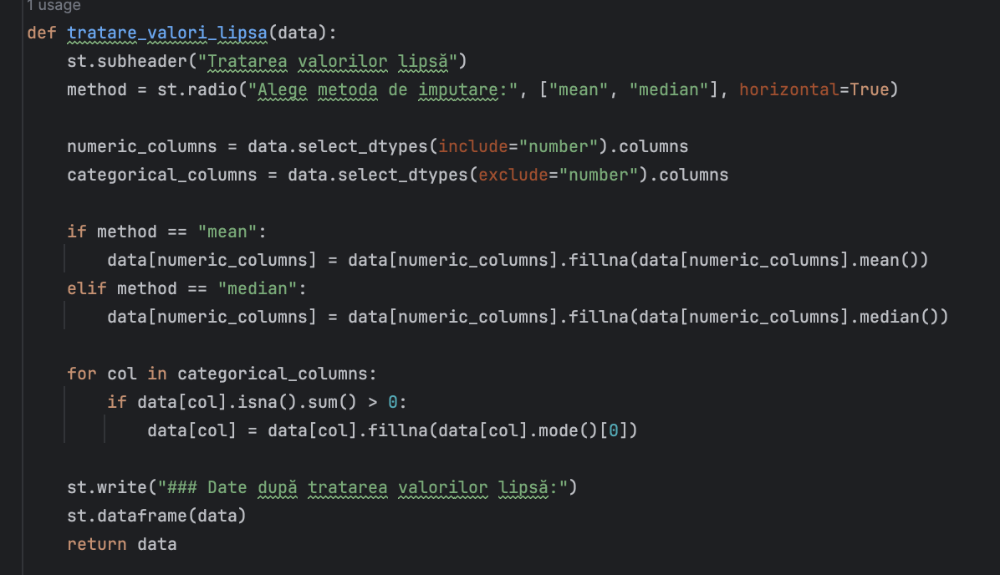 1 usage
def tratare_valori_lipsa(data):
    st.subheader("Tratarea valorilor lipsă")
    method = st.radio("Alege metoda de imputare:", ["mean", "median"], horizontal=True)
    numeric_columns = data.select_dtypes(include="number").columns
    categorical_columns = data.select_dtypes(exclude="number").columns
    if method == "mean":
        data[numeric_columns] = data[numeric_columns].fillna(data[numeric_columns].mean())
    elif method == "median":
        data[numeric_columns] = data[numeric_columns].fillna(data[numeric_columns].median())
    for col in categorical_columns:
        if data[col].isna().sum() > 0:
            data[col] = data[col].fillna(data[col].mode()[0])
    st.write("### Date după tratarea valorilor lipsă:")
    st.dataframe(data)
    return data